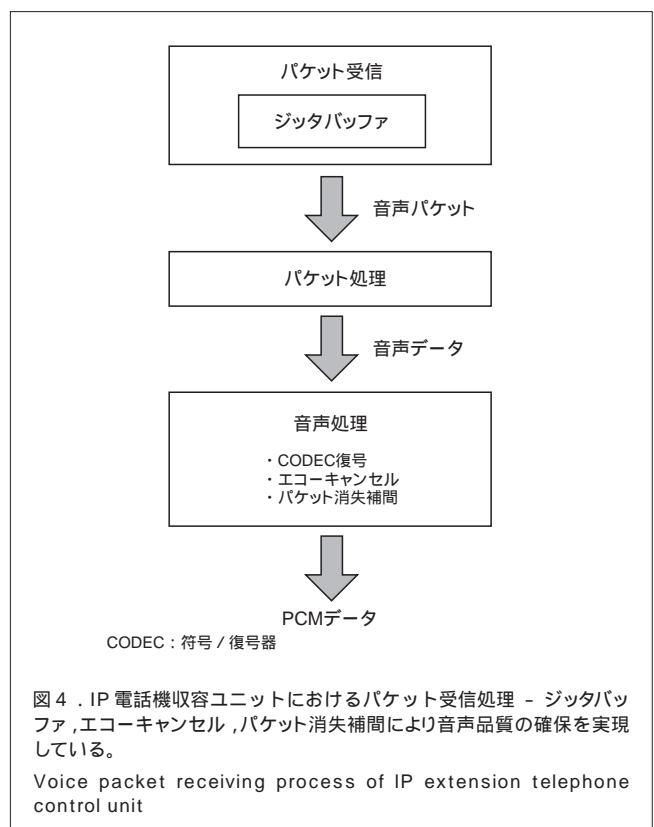 パケット受信
ジッタバッファ
音声パケット
パケット処理
音声データ
音声処理
・CODEC復号
・エコーキャンセル
・パケット消失補間
PCMデータ
CODEC：符号／復号器
図4．IP電話機収容ユニットにおけるパケット受信処理 − ジッタバッ
ファ，エコーキャンセル，パケット消失補間により音声品質の確保を実現
している。
Voice packet receiving process of IP extension telephone
control unit